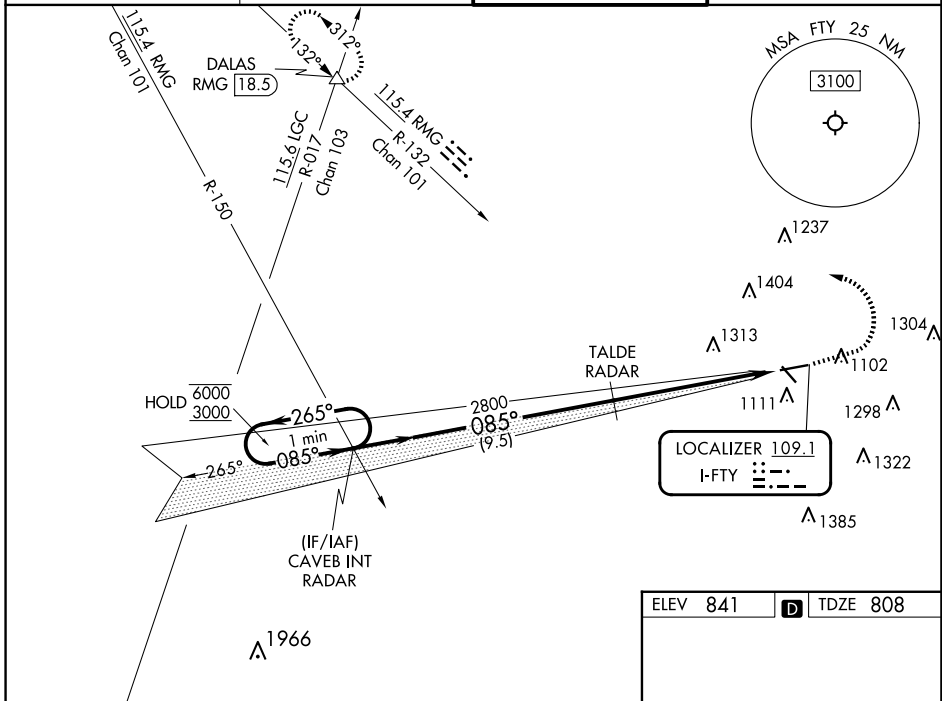 115.4 RMG
Chan 101
DALAS
RMG 18.5
132°
312°
115.6 LGC
R-017
Chan 103
115.4 RMG
R-132
Chan 101
R-150
MSA FTY 25 NM
3100
1237
1404
1313
1304
1102
1111
1298
1322
1385
TALDE
RADAR
HOLD 6000
3000
265°
1 min
085°
265°
2800
085°
(9.5)
LOCALIZER 109.1
I-FTY
(IF/IAF)
CAVEB INT
RADAR
1966
ELEV 841 D TDZE 808